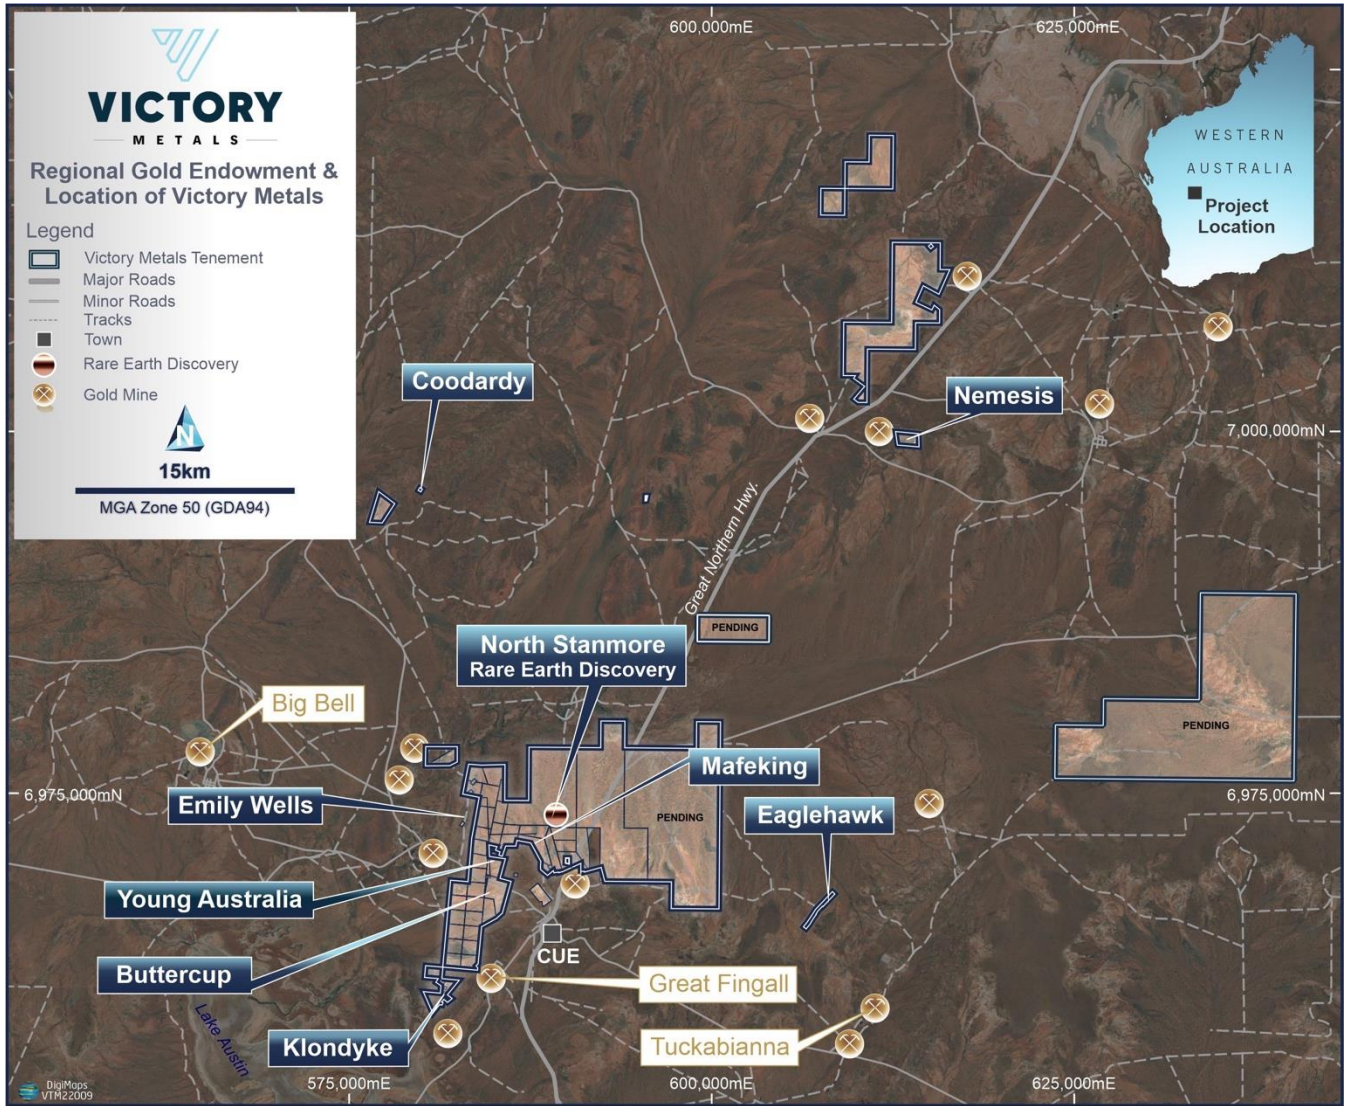 600,000mE
625,000mE
VICTORY
METALS
Regional Gold Endowment &
Location of Victory Metals
Legend
Victory Metals Tenement
Major Roads
Minor Roads
Tracks
Town
Rare Earth Discovery
Gold Mine
N
15km
MGA Zone 50 (GDA94)
WESTERN
AUSTRALIA
Project
Location
Coodardy
Nemesis
7,000,000mN
Great Northern Hwy.
PENDING
North Stanmore
Rare Earth Discovery
Big Bell
PENDING
Mafeking
6,975,000mN
6,975,000mN
Emily Wells
PENDING
Eaglehawk
Young Australia
CUE
Buttercup
Great Fingall
Lake Austin
Klondyke
Tuckabianna
575,000mE
600,000mE
625,000mE
DigiMaps
VTM22009